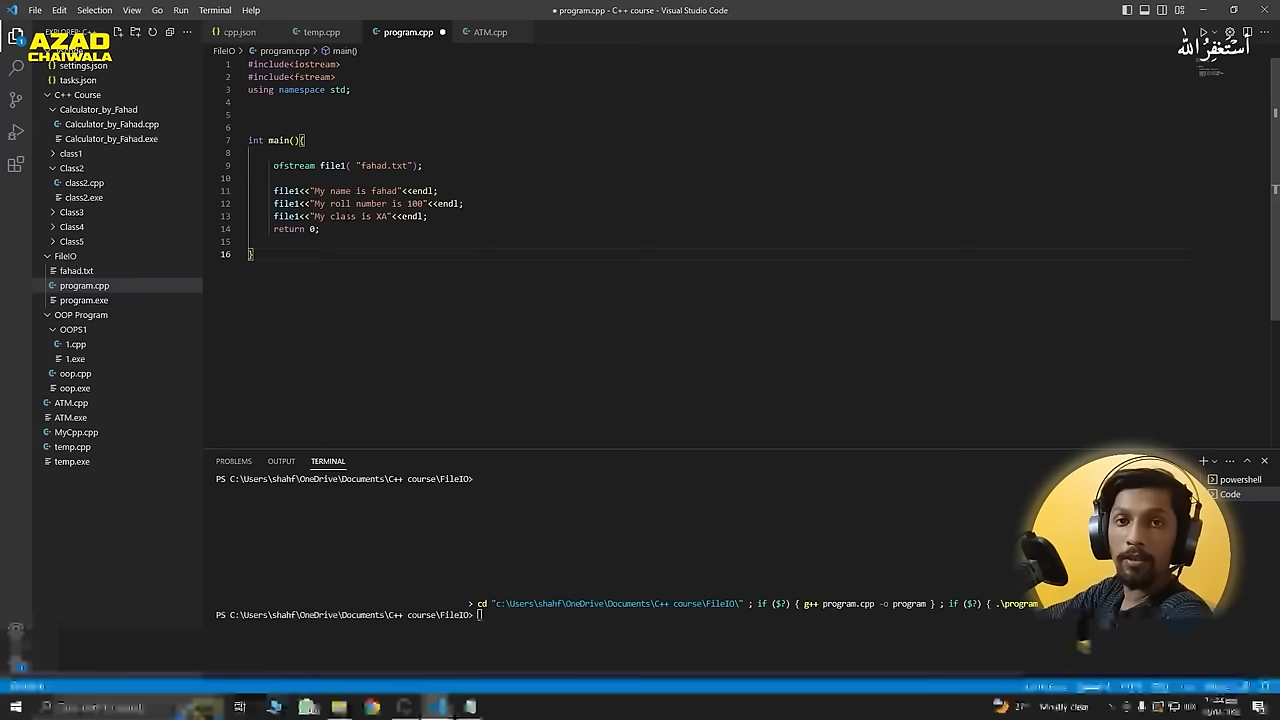 File Edit Selection View Go Run Terminal Help
● program.cpp - C++ course - Visual Studio Code
AZAD
CHAIWALA
أستغفر الله
cpp.json temp.cpp program.cpp ● ATM.cpp
FileIO > program.cpp > main()
settings.json
tasks.json
C++ Course
Calculator_by_Fahad
Calculator_by_Fahad.cpp
Calculator_by_Fahad.exe
class1
Class2
class2.cpp
class2.exe
Class3
Class4
Class5
FileIO
fahad.txt
program.cpp
program.exe
OOP Program
OOPS1
1.cpp
1.exe
oop.cpp
oop.exe
ATM.cpp
ATM.exe
MyCpp.cpp
temp.cpp
temp.exe
1 #include<iostream>
2 #include<fstream>
3 using namespace std;
4
5
6
7 int main(){
8
9 ofstream file1( "fahad.txt");
10
11 file1<<"My name is fahad"<<endl;
12 file1<<"My roll number is 100"<<endl;
13 file1<<"My class is XA"<<endl;
14 return 0;
15
16 }
PROBLEMS OUTPUT TERMINAL
powershell
Code
PS C:\Users\shahf\OneDrive\Documents\C++ course\FileIO>
> cd "c:\Users\shahf\OneDrive\Documents\C++ course\FileIO\" ; if ($?) { g++ program.cpp -o program } ; if ($?) { .\program
PS C:\Users\shahf\OneDrive\Documents\C++ course\FileIO>
27° Mostly clear